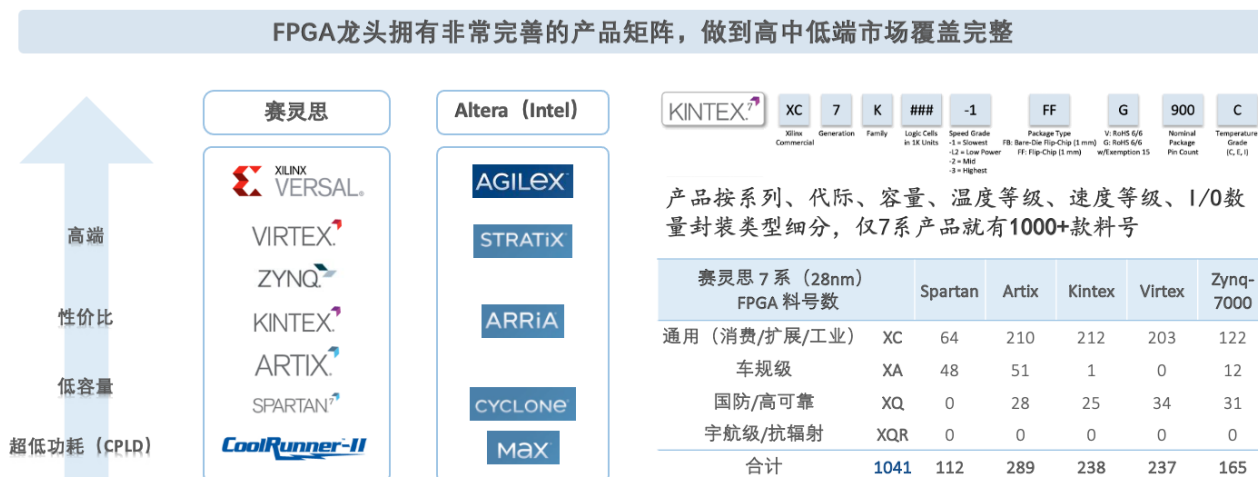 FPGA龙头拥有非常完善的产品矩阵，做到高中低端市场覆盖完整
高端
性价比
低容量
超低功耗（CPLD）
赛灵思
XILINX
VERSAL
VIRTEX
ZYNQ
KINTEX
ARTIX
SPARTAN 7
CoolRunner-II
Altera（Intel）
AGILEX
STRATIX
ARRIA
CYCLONE
MAX
KINTEX 7
XC 7 K ### -1 FF G 900 C
Xilinx
Commercial
Generation
Family
Logic Cells
in 1K Units
Speed Grade
-1 = Slowest
-L2 = Low Power
-2 = Mid
-3 = Highest
Package Type
FB: Bare-Die Flip-Chip (1 mm)
FF: Flip-Chip (1 mm)
V: RoHS 6/6
G: RoHS 6/6
w/Exemption 15
Nominal
Package
Pin Count
Temperature
Grade
(C, E, I)
产品按系列、代际、容量、温度等级、速度等级、I/O数
量封装类型细分，仅7系产品就有1000+款料号
赛灵思 7 系（28nm）
FPGA 料号数
Spartan Artix Kintex Virtex Zynq-
7000
通用（消费/扩展/工业） XC 64 210 212 203 122
车规级 XA 48 51 1 0 12
国防/高可靠 XQ 0 28 25 34 31
宇航级/抗辐射 XQR 0 0 0 0 0
合计 1041 112 289 238 237 165